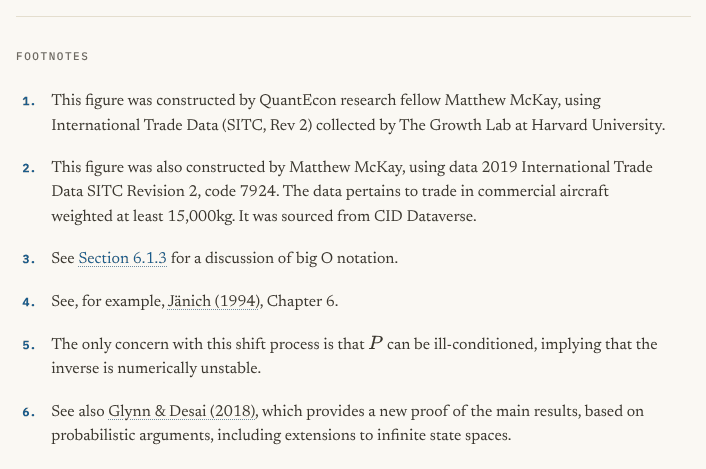 FOOTNOTES
1. This figure was constructed by QuantEcon research fellow Matthew McKay, using
International Trade Data (SITC, Rev 2) collected by The Growth Lab at Harvard University.
2. This figure was also constructed by Matthew McKay, using data 2019 International Trade
Data SITC Revision 2, code 7924. The data pertains to trade in commercial aircraft
weighted at least 15,000kg. It was sourced from CID Dataverse.
3. See Section 6.1.3 for a discussion of big O notation.
4. See, for example, Jänich (1994), Chapter 6.
5. The only concern with this shift process is that P can be ill-conditioned, implying that the
inverse is numerically unstable.
6. See also Glynn & Desai (2018), which provides a new proof of the main results, based on
probabilistic arguments, including extensions to infinite state spaces.